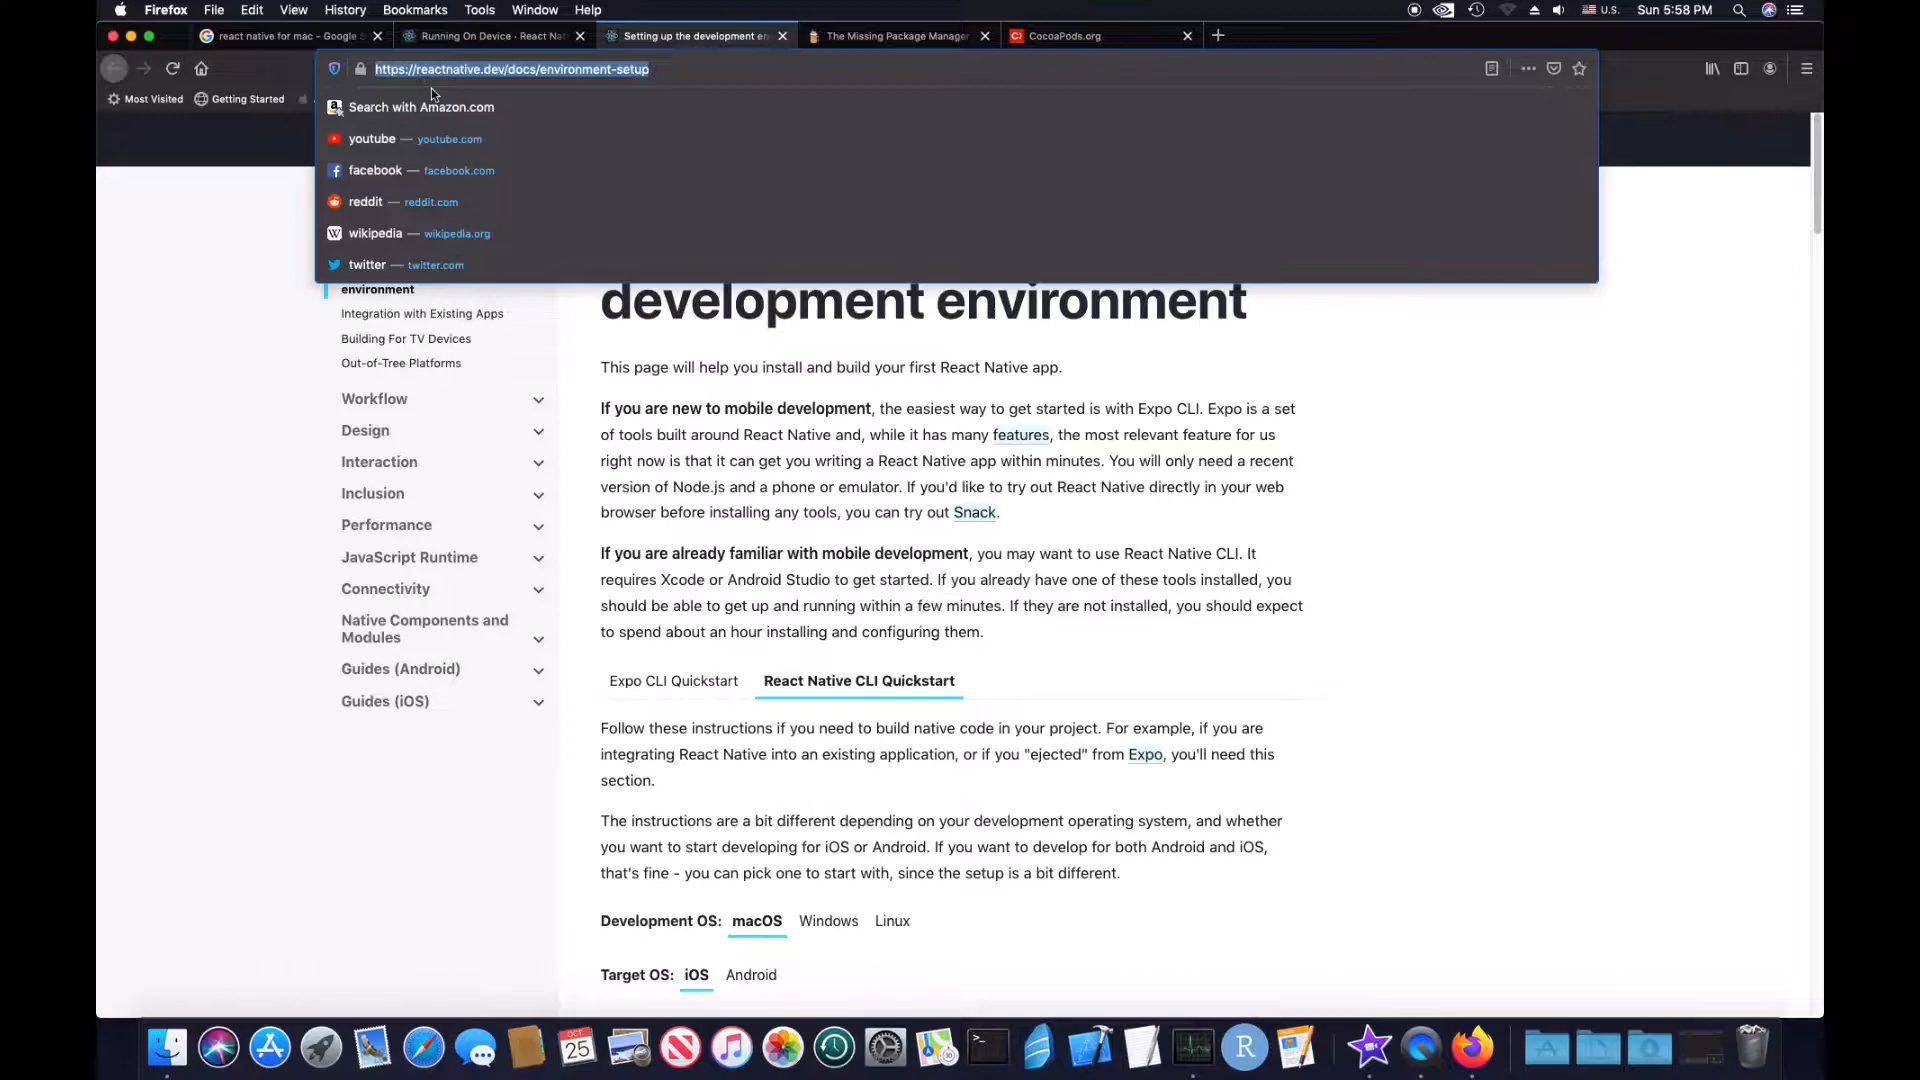 Firefox File Edit View History Bookmarks Tools Window Help
U.S. Sun 5:58 PM
react native for mac - Google S
Running On Device - React Nat
Setting up the development en
The Missing Package Manager
CocoaPods.org
https://reactnative.dev/docs/environment-setup
Most Visited
Getting Started
Search with Amazon.com
youtube — youtube.com
facebook — facebook.com
reddit — reddit.com
wikipedia — wikipedia.org
twitter — twitter.com
environment
Integration with Existing Apps
Building For TV Devices
Out-of-Tree Platforms
Workflow
Design
Interaction
Inclusion
Performance
JavaScript Runtime
Connectivity
Native Components and
Modules
Guides (Android)
Guides (iOS)
development environment
This page will help you install and build your first React Native app.
If you are new to mobile development, the easiest way to get started is with Expo CLI. Expo is a set
of tools built around React Native and, while it has many features, the most relevant feature for us
right now is that it can get you writing a React Native app within minutes. You will only need a recent
version of Node.js and a phone or emulator. If you'd like to try out React Native directly in your web
browser before installing any tools, you can try out Snack.
If you are already familiar with mobile development, you may want to use React Native CLI. It
requires Xcode or Android Studio to get started. If you already have one of these tools installed, you
should be able to get up and running within a few minutes. If they are not installed, you should expect
to spend about an hour installing and configuring them.
Expo CLI Quickstart React Native CLI Quickstart
Follow these instructions if you need to build native code in your project. For example, if you are
integrating React Native into an existing application, or if you "ejected" from Expo, you'll need this
section.
The instructions are a bit different depending on your development operating system, and whether
you want to start developing for iOS or Android. If you want to develop for both Android and iOS,
that's fine - you can pick one to start with, since the setup is a bit different.
Development OS: macOS Windows Linux
Target OS: iOS Android
OCT
25
R